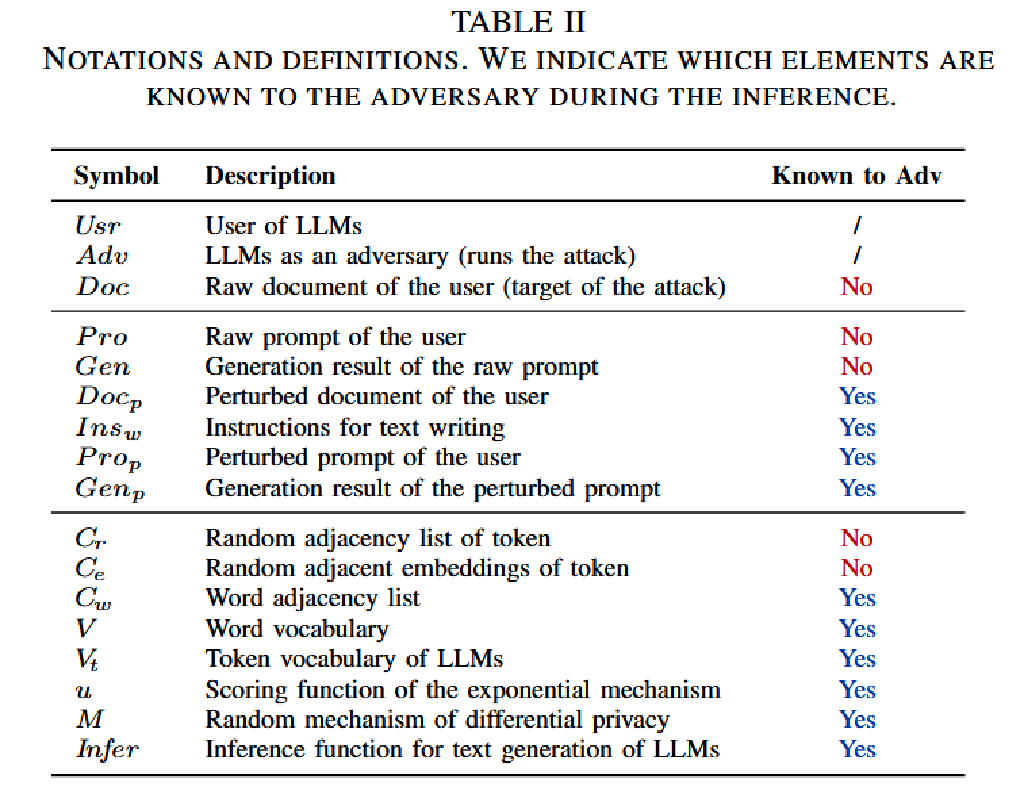 TABLE II
NOTATIONS AND DEFINITIONS. WE INDICATE WHICH ELEMENTS ARE
KNOWN TO THE ADVERSARY DURING THE INFERENCE.
Symbol Description Known to Adv
Usr User of LLMs /
Adv LLMs as an adversary (runs the attack) /
Doc Raw document of the user (target of the attack) No
Pro Raw prompt of the user No
Gen Generation result of the raw prompt No
Doc_p Perturbed document of the user Yes
Ins_w Instructions for text writing Yes
Pro_p Perturbed prompt of the user Yes
Gen_p Generation result of the perturbed prompt Yes
C_r Random adjacency list of token No
C_e Random adjacent embeddings of token No
C_w Word adjacency list Yes
V Word vocabulary Yes
V_t Token vocabulary of LLMs Yes
u Scoring function of the exponential mechanism Yes
M Random mechanism of differential privacy Yes
Infer Inference function for text generation of LLMs Yes